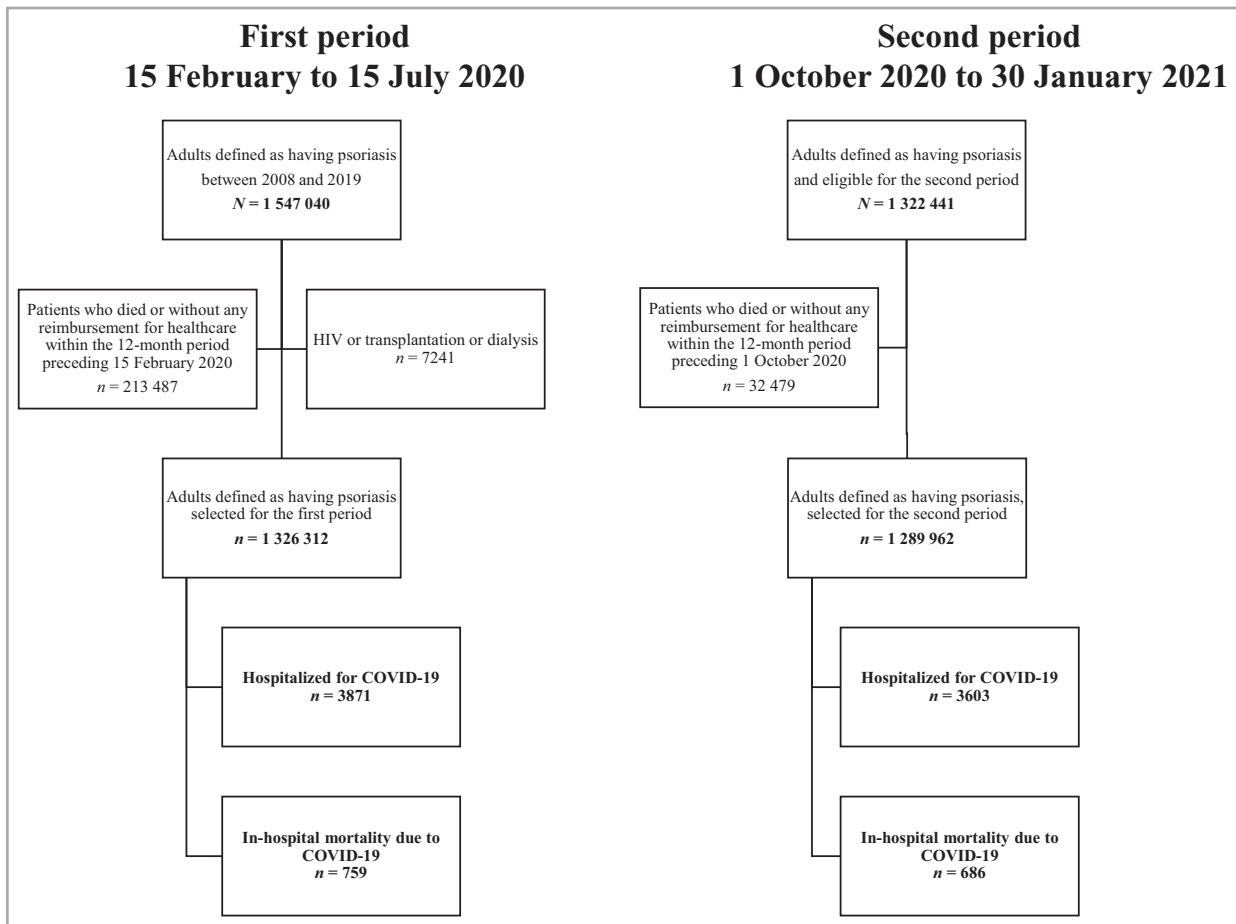 First period
15 February to 15 July 2020
Adults defined as having psoriasis
between 2008 and 2019
N = 1 547 040
Patients who died or without any
reimbursement for healthcare
within the 12-month period
preceding 15 February 2020
n = 213 487
HIV or transplantation or dialysis
n = 7241
Adults defined as having psoriasis
selected for the first period
n = 1 326 312
Hospitalized for COVID-19
n = 3871
In-hospital mortality due to
COVID-19
n = 759
Second period
1 October 2020 to 30 January 2021
Adults defined as having psoriasis
and eligible for the second period
N = 1 322 441
Patients who died or without any
reimbursement for healthcare
within the 12-month period
preceding 1 October 2020
n = 32 479
Adults defined as having psoriasis,
selected for the second period
n = 1 289 962
Hospitalized for COVID-19
n = 3603
In-hospital mortality due to
COVID-19
n = 686